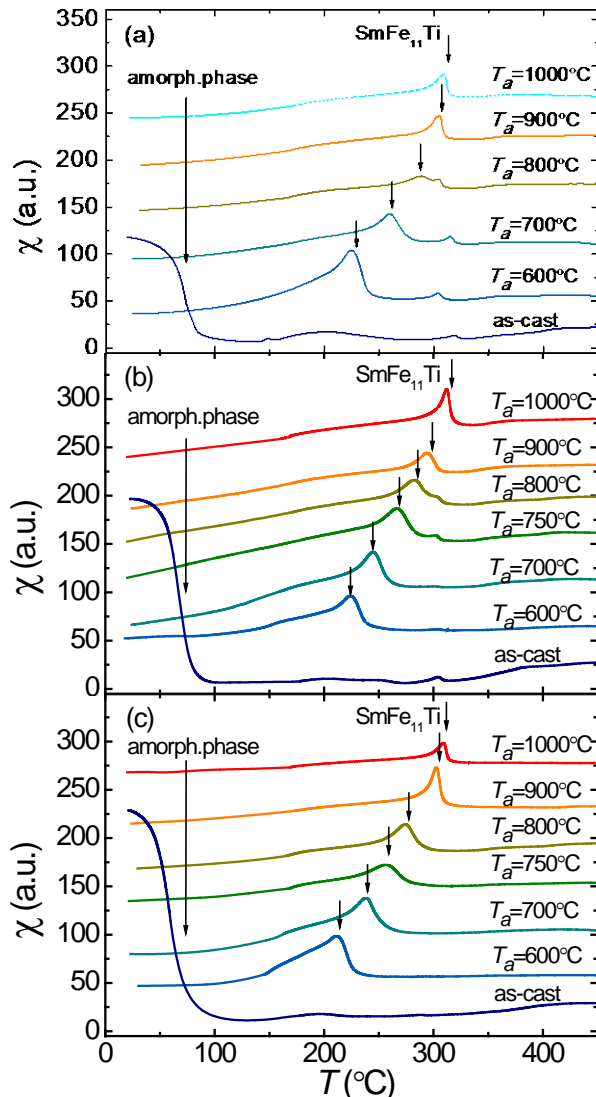 (a)
SmFe₁₁Ti
amorph.phase
Tₐ=1000°C
Tₐ=900°C
Tₐ=800°C
Tₐ=700°C
Tₐ=600°C
as-cast
χ (a.u.)
350
300
250
200
150
100
50
0
(b)
SmFe₁₁Ti
amorph.phase
Tₐ=1000°C
Tₐ=900°C
Tₐ=800°C
Tₐ=750°C
Tₐ=700°C
Tₐ=600°C
as-cast
χ (a.u.)
300
250
200
150
100
50
0
(c)
SmFe₁₁Ti
amorph.phase
Tₐ=1000°C
Tₐ=900°C
Tₐ=800°C
Tₐ=750°C
Tₐ=700°C
Tₐ=600°C
as-cast
χ (a.u.)
300
250
200
150
100
50
0
0 100 200 300 400
T (°C)